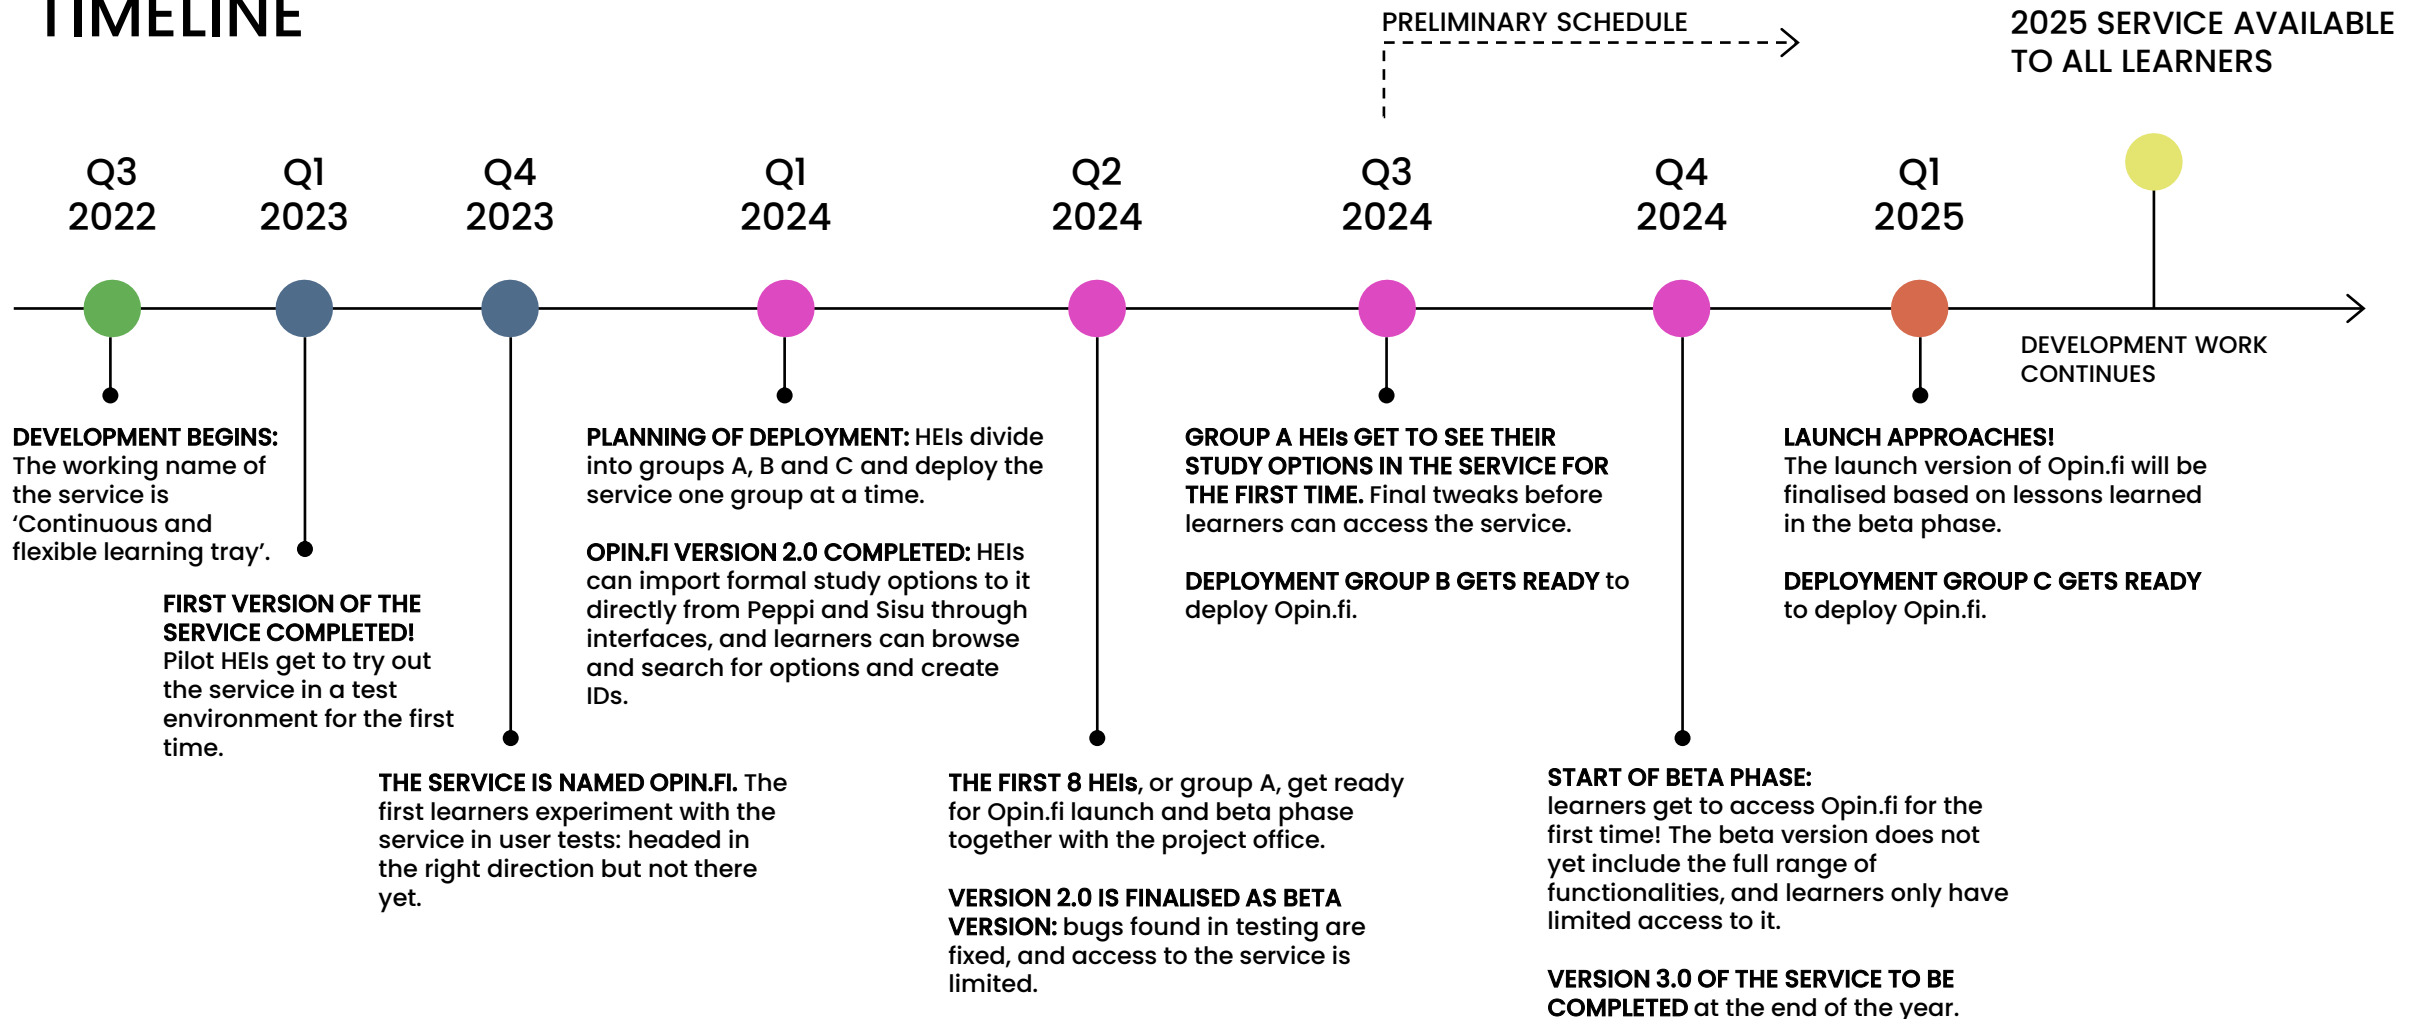 TIMELINE
PRELIMINARY SCHEDULE
2025 SERVICE AVAILABLE
TO ALL LEARNERS
Q3
2022
Q1
2023
Q4
2023
Q1
2024
Q2
2024
Q3
2024
Q4
2024
Q1
2025
DEVELOPMENT WORK
CONTINUES
DEVELOPMENT BEGINS:
The working name of
the service is
‘Continuous and
flexible learning tray’.
FIRST VERSION OF THE
SERVICE COMPLETED!
Pilot HEIs get to try out
the service in a test
environment for the first
time.
THE SERVICE IS NAMED OPIN.FI. The
first learners experiment with the
service in user tests: headed in
the right direction but not there
yet.
PLANNING OF DEPLOYMENT: HEIs divide
into groups A, B and C and deploy the
service one group at a time.
OPIN.FI VERSION 2.0 COMPLETED: HEIs
can import formal study options to it
directly from Peppi and Sisu through
interfaces, and learners can browse
and search for options and create
IDs.
THE FIRST 8 HEIs, or group A, get ready
for Opin.fi launch and beta phase
together with the project office.
VERSION 2.0 IS FINALISED AS BETA
VERSION: bugs found in testing are
fixed, and access to the service is
limited.
GROUP A HEIs GET TO SEE THEIR
STUDY OPTIONS IN THE SERVICE FOR
THE FIRST TIME. Final tweaks before
learners can access the service.
DEPLOYMENT GROUP B GETS READY to
deploy Opin.fi.
START OF BETA PHASE:
learners get to access Opin.fi for the
first time! The beta version does not
yet include the full range of
functionalities, and learners only have
limited access to it.
VERSION 3.0 OF THE SERVICE TO BE
COMPLETED at the end of the year.
LAUNCH APPROACHES!
The launch version of Opin.fi will be
finalised based on lessons learned
in the beta phase.
DEPLOYMENT GROUP C GETS READY
to deploy Opin.fi.